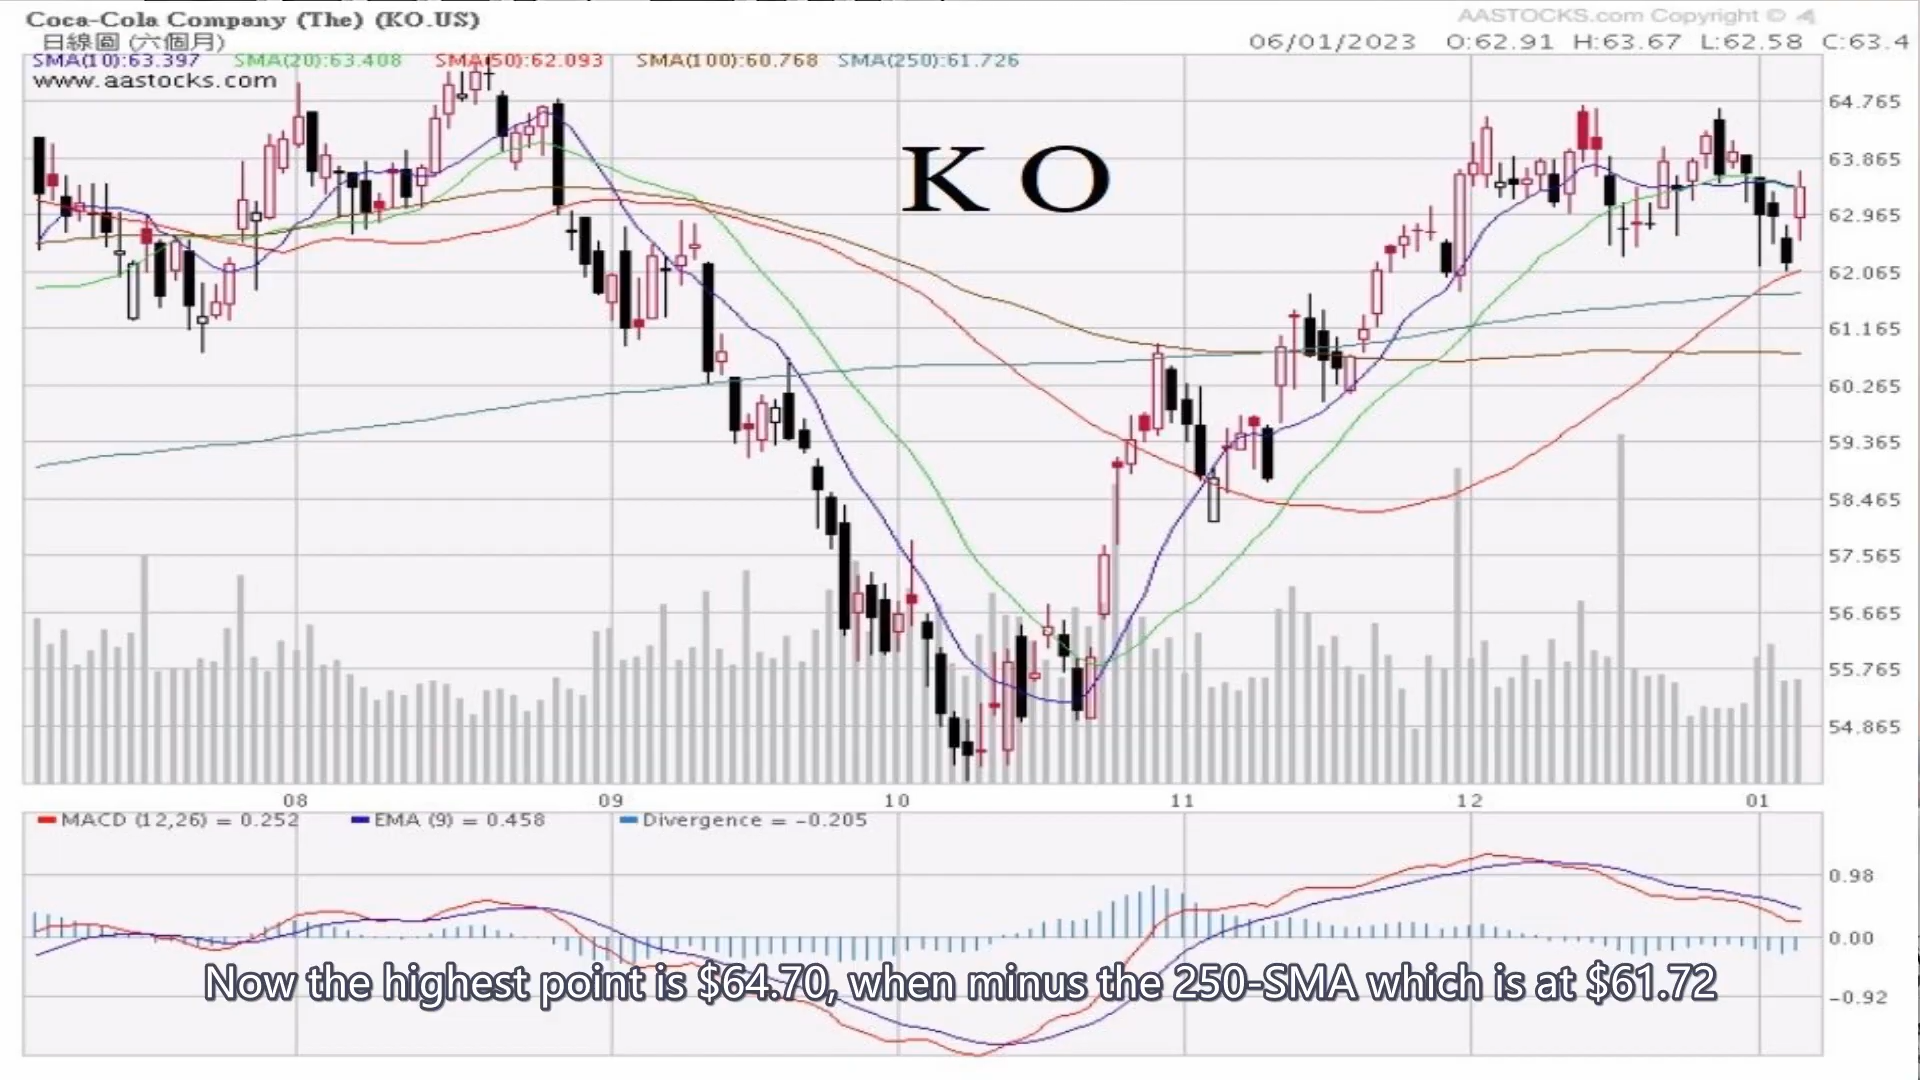 Coca-Cola Company (The) (KO.US)
AASTOCKS.com Copyright ©
日線圖 (六個月)
06/01/2023 O:62.91 H:63.67 L:62.58 C:63.4
SMA(10):63.397 SMA(20):63.408 SMA(50):62.093 SMA(100):60.768 SMA(250):61.726
www.aastocks.com
K O
64.765
63.865
62.965
62.065
61.165
60.265
59.365
58.465
57.565
56.665
55.765
54.865
08 09 10 11 12 01
MACD (12,26) = 0.252 EMA (9) = 0.458 Divergence = -0.205
0.98
0.00
-0.92
Now the highest point is $64.70, when minus the 250-SMA which is at $61.72